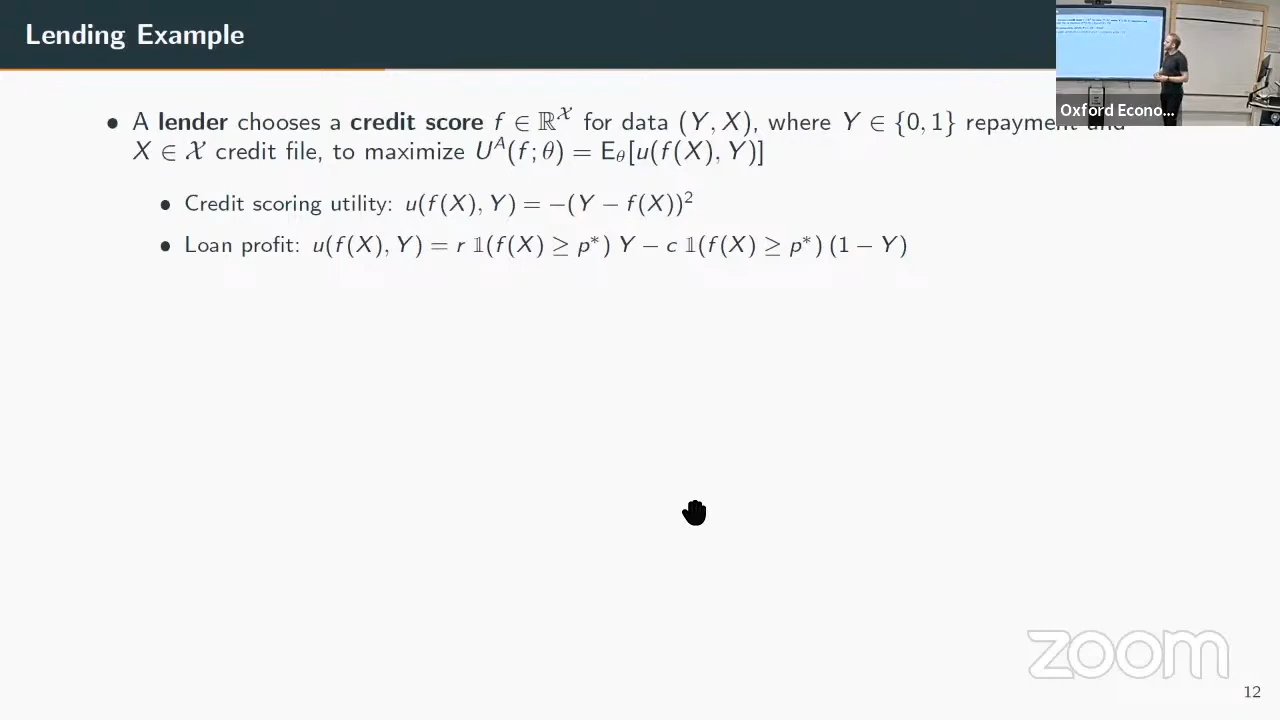 Lending Example
Oxford Econo...
• A lender chooses a credit score f ∈ ℝ^𝒳 for data (Y, X), where Y ∈ {0, 1} repayment and
X ∈ 𝒳 credit file, to maximize U^A(f; θ) = E_θ[u(f(X), Y)]
• Credit scoring utility: u(f(X), Y) = −(Y − f(X))²
• Loan profit: u(f(X), Y) = r 𝟙(f(X) ≥ p*) Y − c 𝟙(f(X) ≥ p*) (1 − Y)
zoom
12